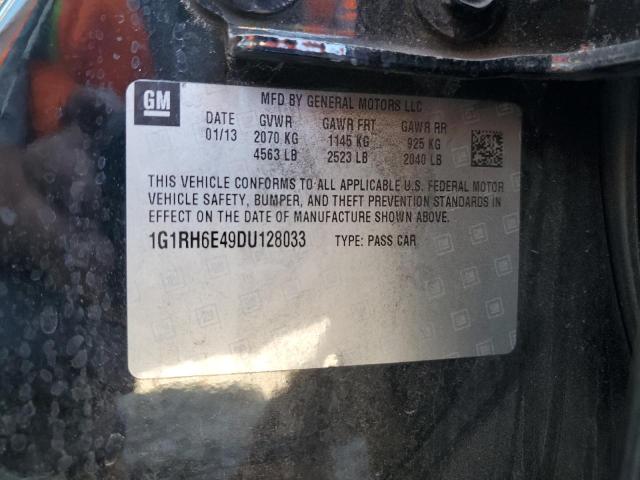 GM
MFD BY GENERAL MOTORS LLC
DATE GVWR GAWR FRT GAWR RR
01/13 2070 KG 1145 KG 925 KG
4563 LB 2523 LB 2040 LB
THIS VEHICLE CONFORMS TO ALL APPLICABLE U.S. FEDERAL MOTOR
VEHICLE SAFETY, BUMPER, AND THEFT PREVENTION STANDARDS IN
EFFECT ON THE DATE OF MANUFACTURE SHOWN ABOVE.
1G1RH6E49DU128033 TYPE: PASS CAR